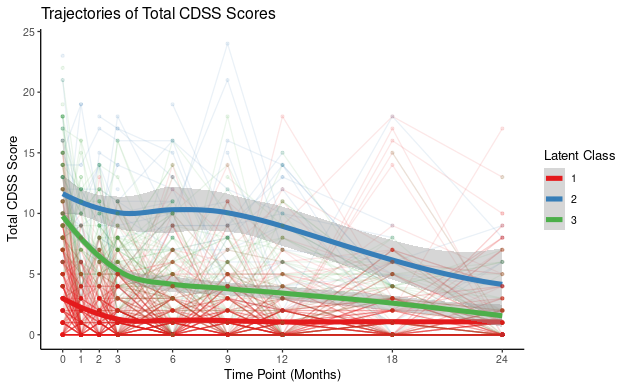 Trajectories of Total CDSS Scores
Total CDSS Score
25
20
15
10
5
0
0 1 2 3 6 9 12 18 24
Time Point (Months)
Latent Class
1
2
3